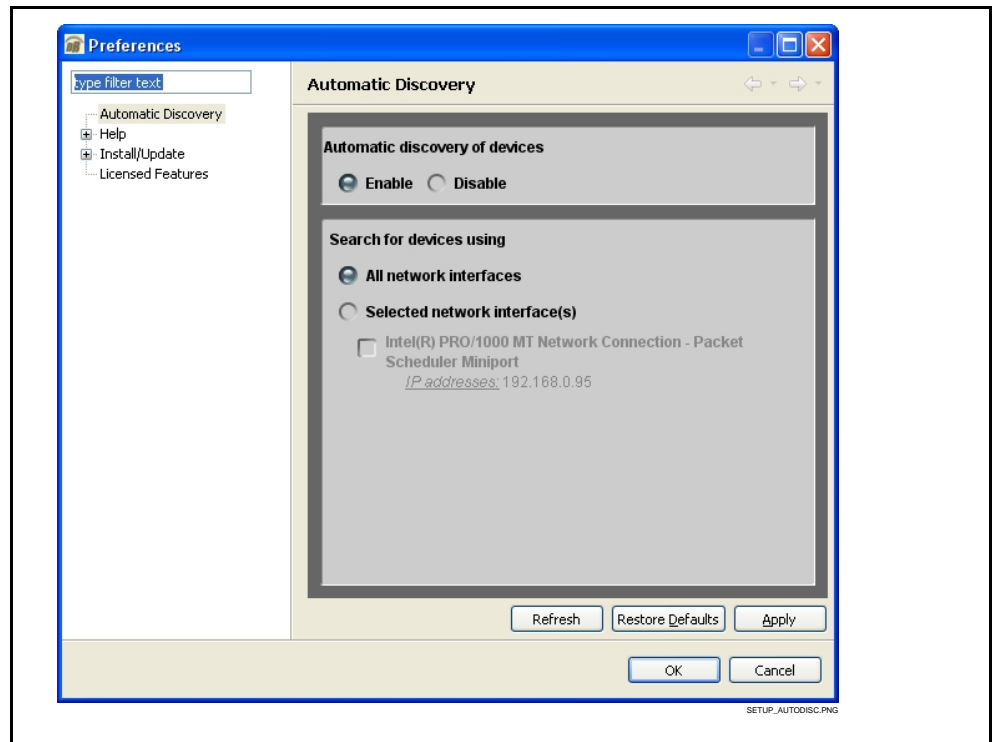 Preferences
type filter text
Automatic Discovery
Help
Install/Update
Licensed Features
Automatic Discovery
Automatic discovery of devices
Enable Disable
Search for devices using
All network interfaces
Selected network interface(s)
Intel(R) PRO/1000 MT Network Connection - Packet
Scheduler Miniport
IP addresses: 192.168.0.95
Refresh Restore Defaults Apply
OK Cancel
SETUP_AUTODISC.PNG